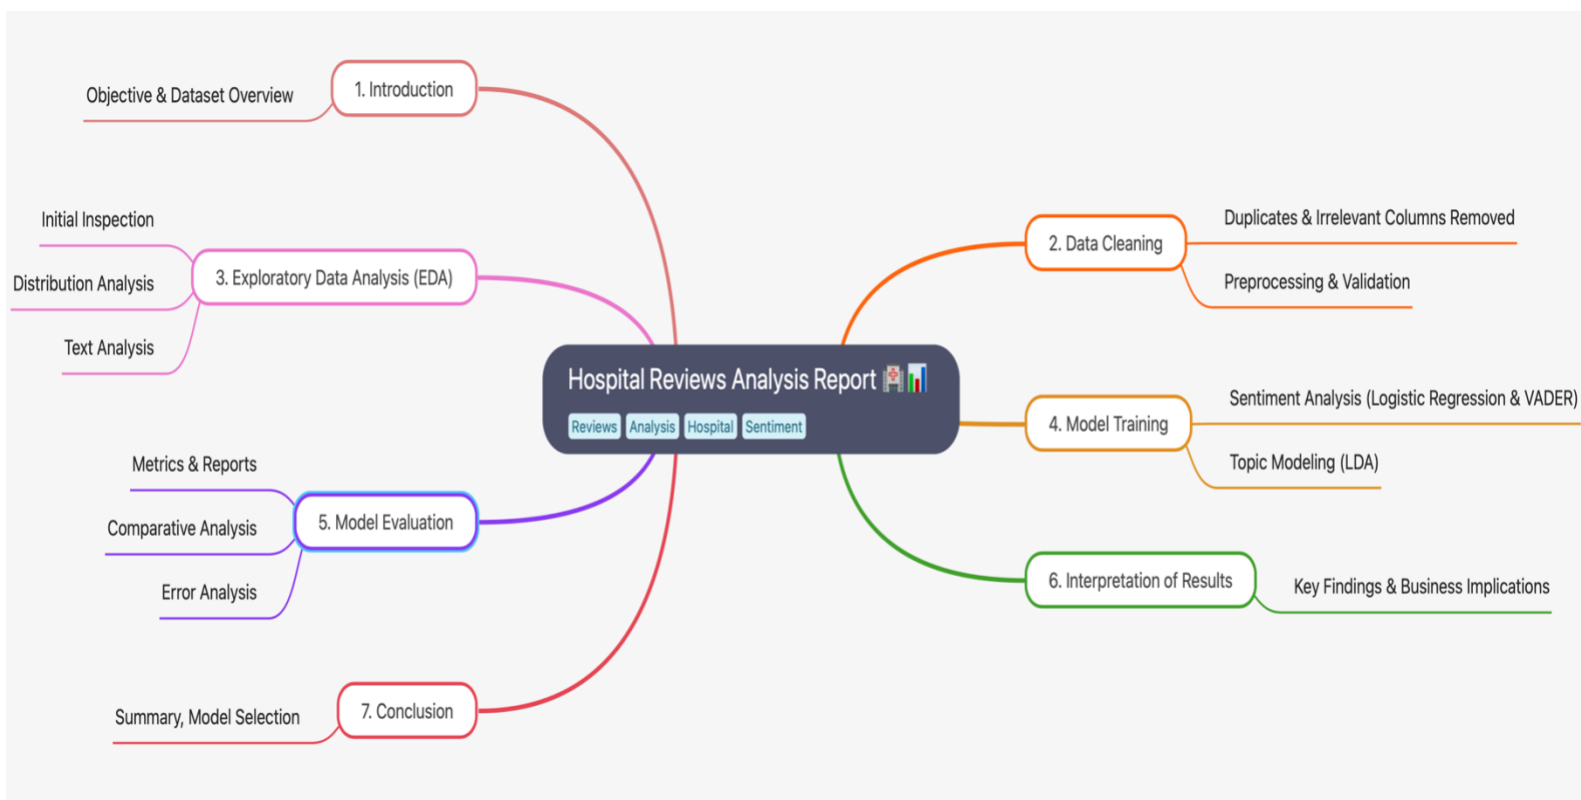 Hospital Reviews Analysis Report
Reviews Analysis Hospital Sentiment
1. Introduction
Objective & Dataset Overview
2. Data Cleaning
Duplicates & Irrelevant Columns Removed
Preprocessing & Validation
3. Exploratory Data Analysis (EDA)
Initial Inspection
Distribution Analysis
Text Analysis
4. Model Training
Sentiment Analysis (Logistic Regression & VADER)
Topic Modeling (LDA)
5. Model Evaluation
Metrics & Reports
Comparative Analysis
Error Analysis
6. Interpretation of Results
Key Findings & Business Implications
7. Conclusion
Summary, Model Selection